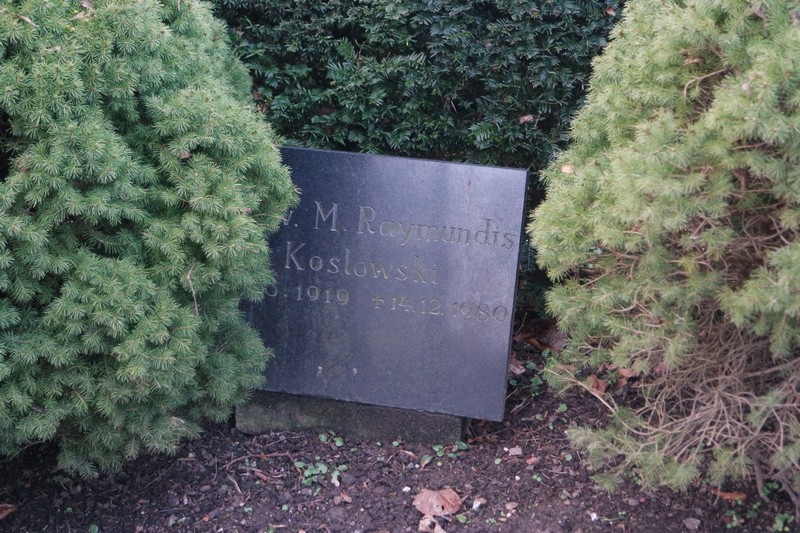 . M. Raymundis
Koslowski
. 1919 ✝ 14.12.1980